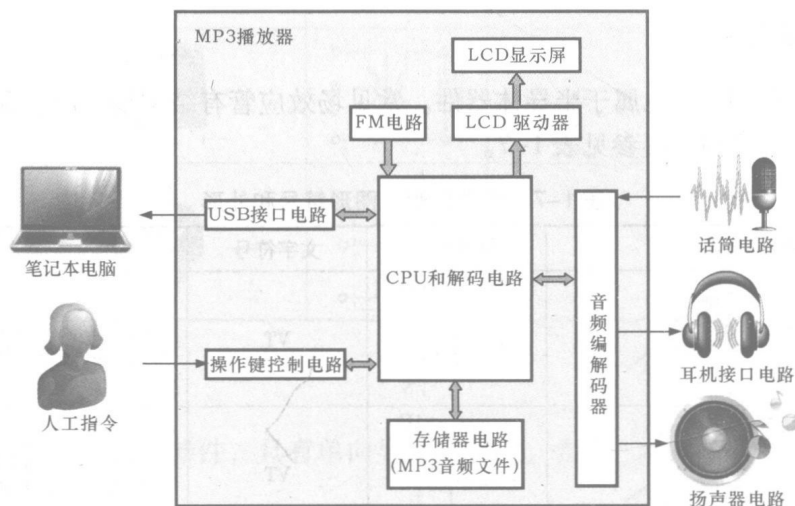 MP3播放器
LCD显示屏
FM电路
LCD 驱动器
USB接口电路
笔记本电脑
话筒电路
CPU和解码电路
音频编解码器
操作键控制电路
人工指令
耳机接口电路
存储器电路
(MP3音频文件)
扬声器电路